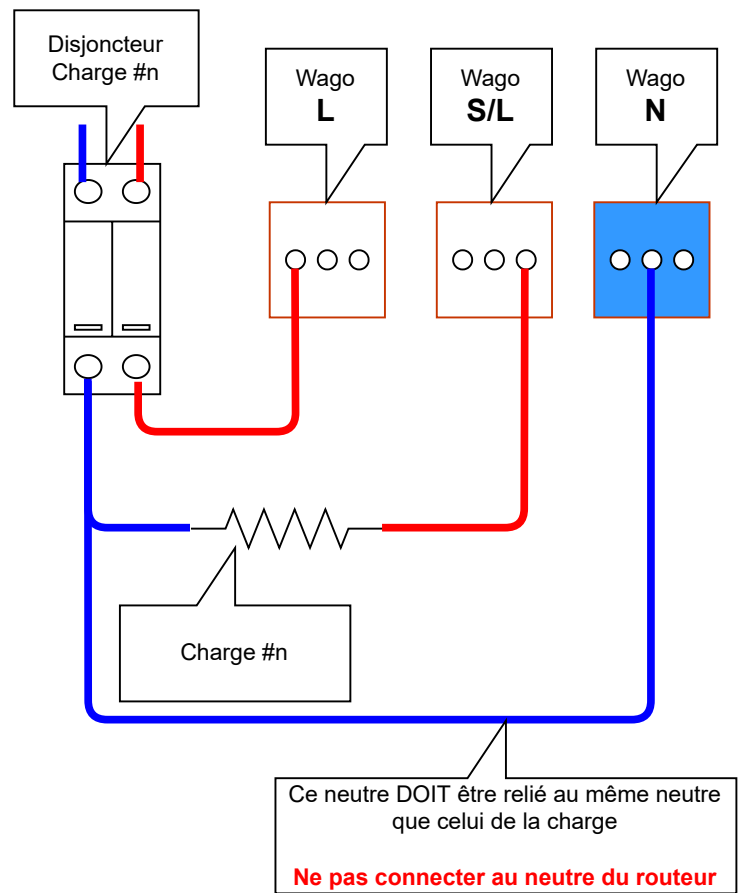 Disjoncteur
Charge #n
Wago
L
Wago
S/L
Wago
N
Charge #n
Ce neutre DOIT être relié au même neutre
que celui de la charge
Ne pas connecter au neutre du routeur